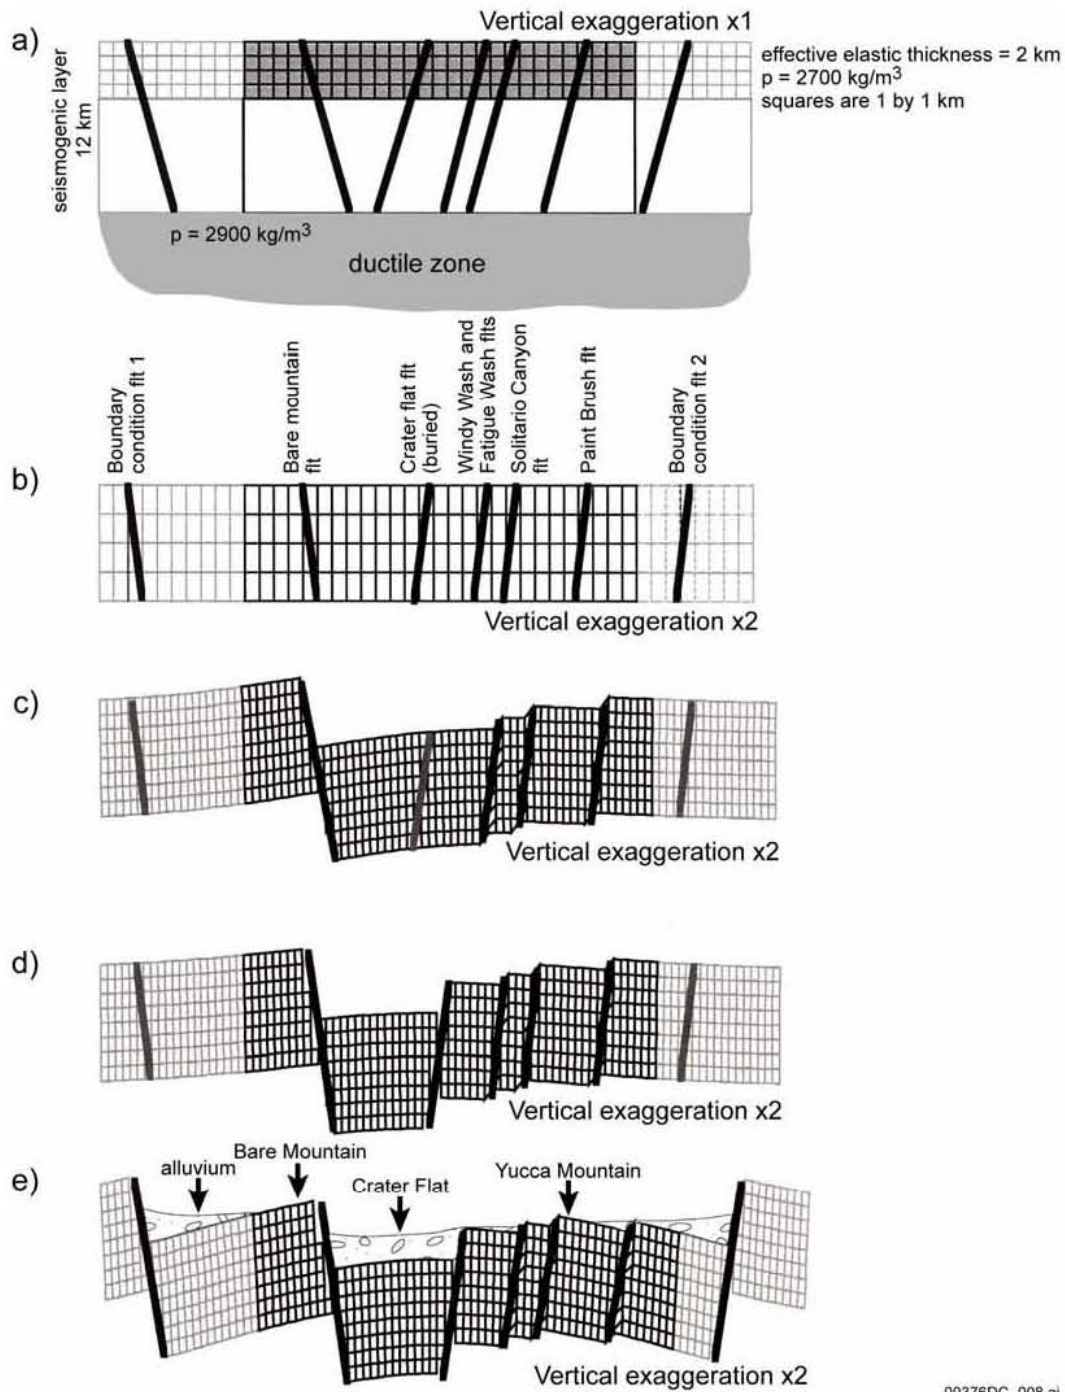 Vertical exaggeration x1
a)
effective elastic thickness = 2 km
p = 2700 kg/m3
squares are 1 by 1 km
seismogenic layer
12 km
p = 2900 kg/m3
ductile zone
Boundary
condition flt 1
Bare mountain
flt
Crater flat flt
(buried)
Windy Wash and
Fatigue Wash flts
Solitario Canyon
flt
Paint Brush flt
Boundary
condition flt 2
b)
Vertical exaggeration x2
c)
Vertical exaggeration x2
d)
Vertical exaggeration x2
Bare Mountain
alluvium
Crater Flat
Yucca Mountain
e)
Vertical exaggeration x2